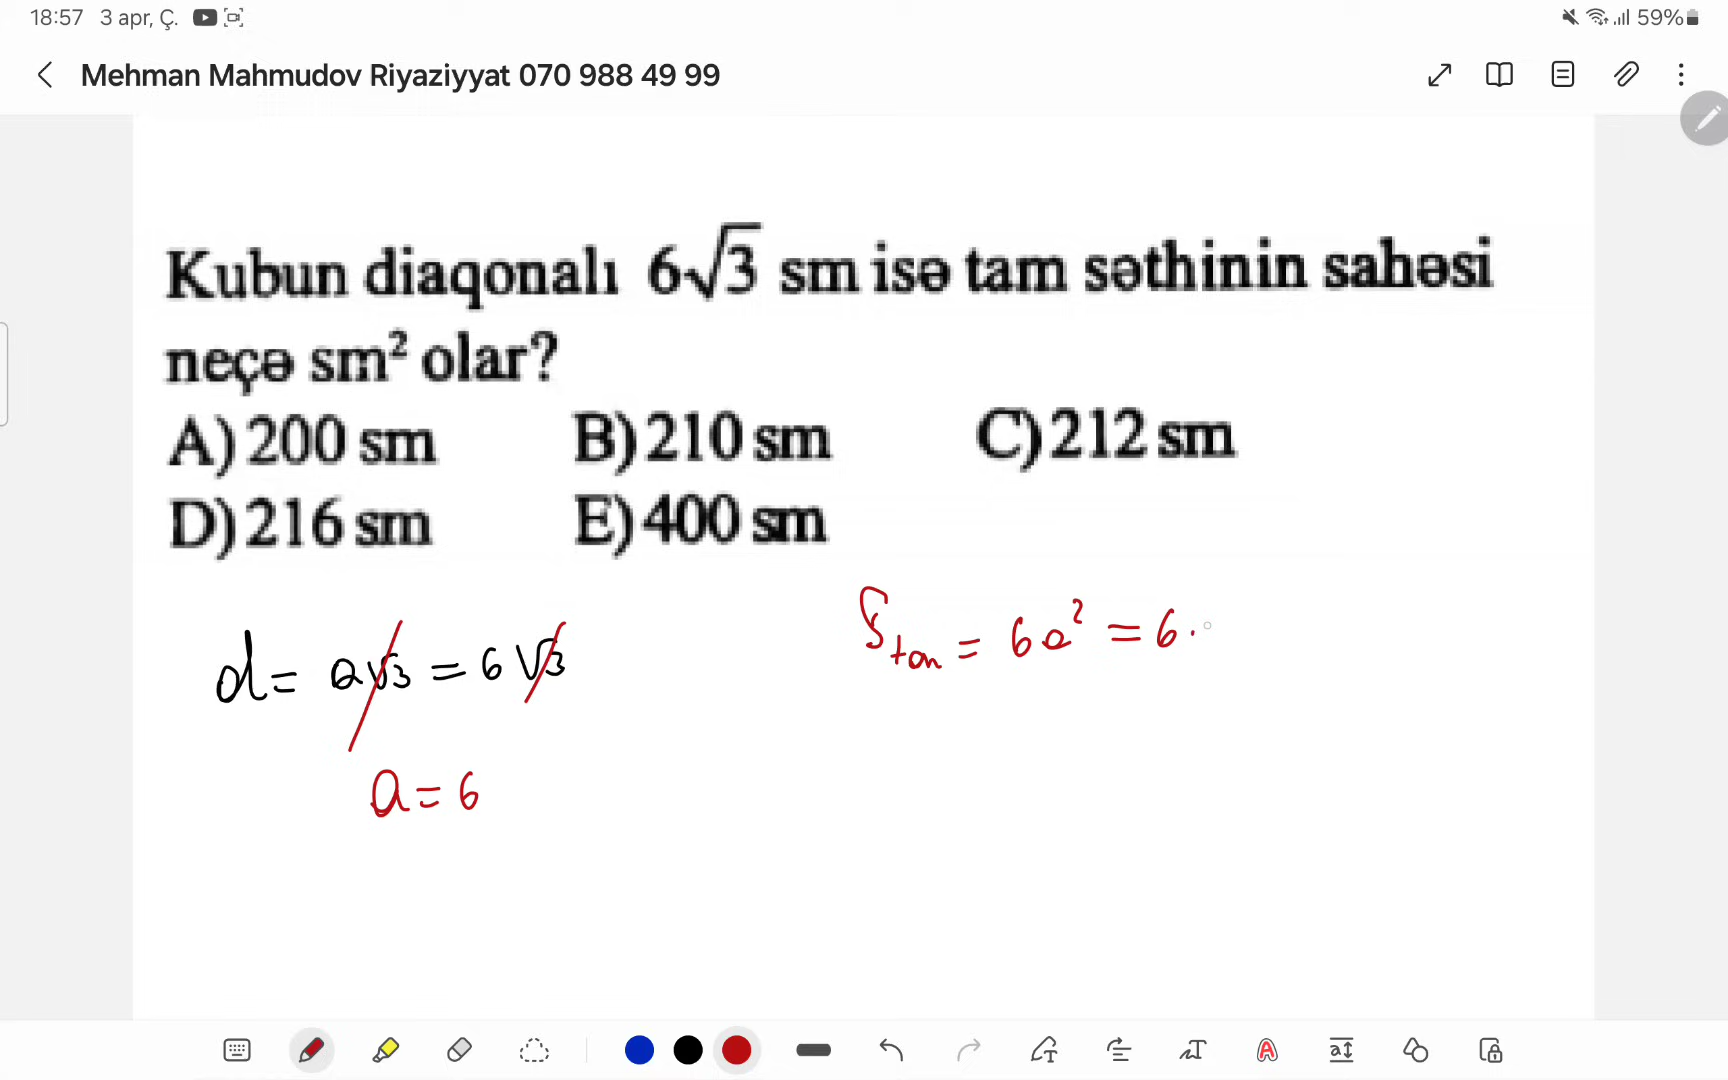 18:57 3 apr, Ç. 59%
Mehman Mahmudov Riyaziyyat 070 988 49 99
Kubun diaqonalı 6√3 sm isə tam səthinin sahəsi
neçə sm² olar?
A) 200 sm B) 210 sm C) 212 sm
D) 216 sm E) 400 sm
d = a√3 = 6√3
S tam = 6a² = 6 ·
a = 6